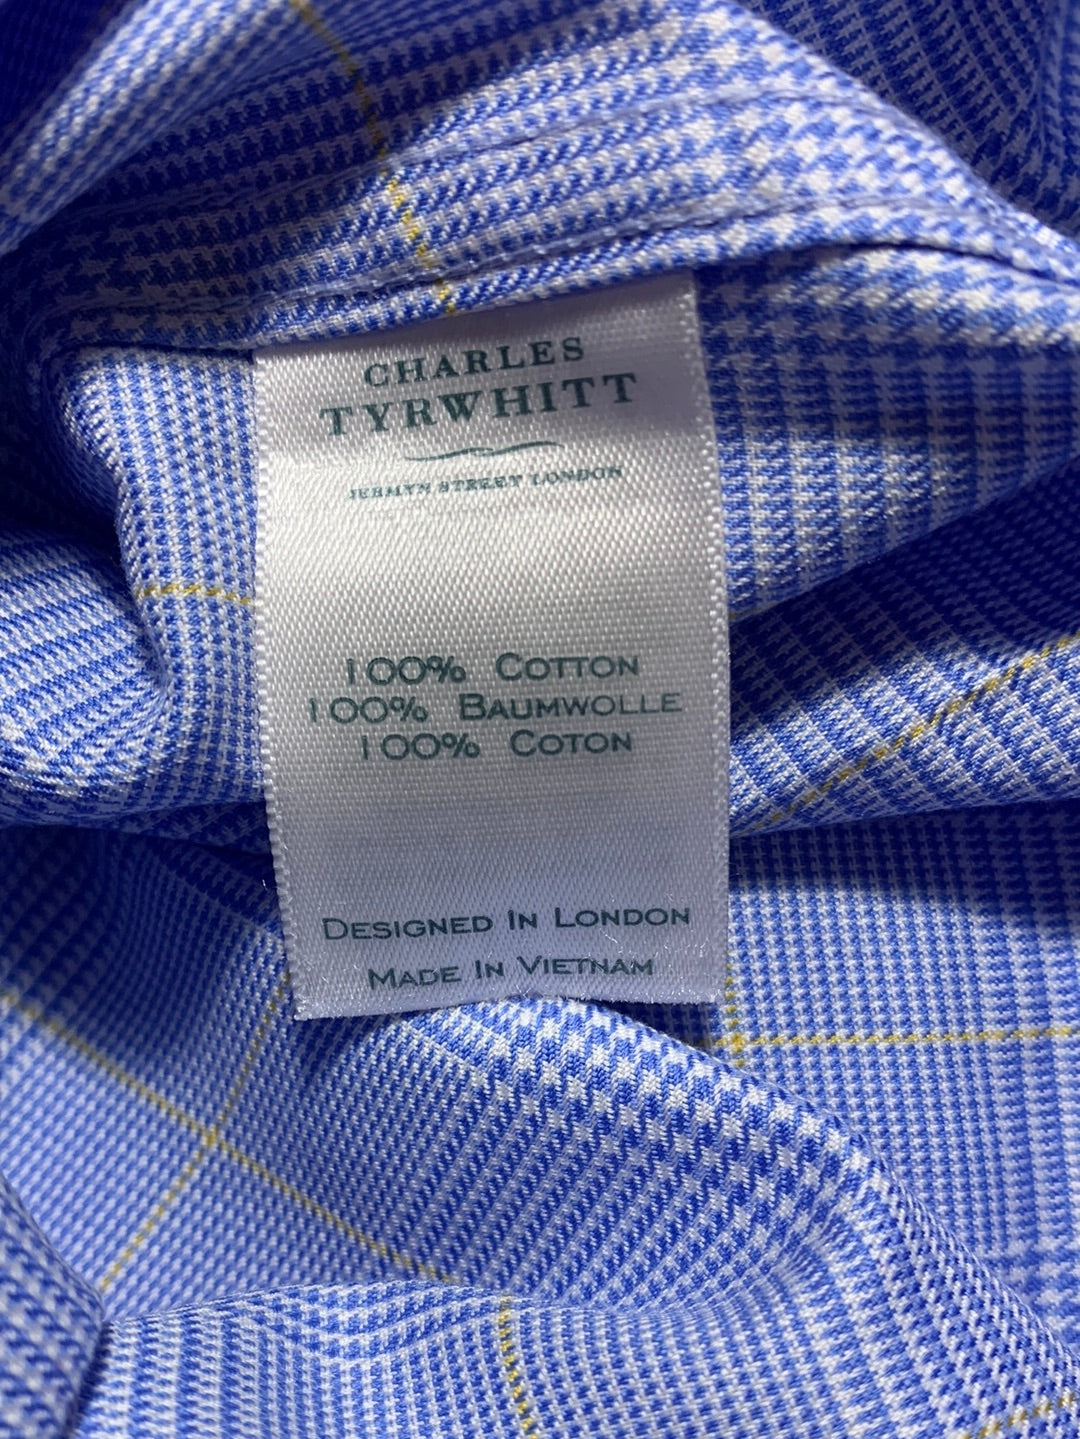 CHARLES
TYRWHITT
JERMYN STREET LONDON
100% COTTON
100% BAUMWOLLE
100% COTON
DESIGNED IN LONDON
MADE IN VIETNAM